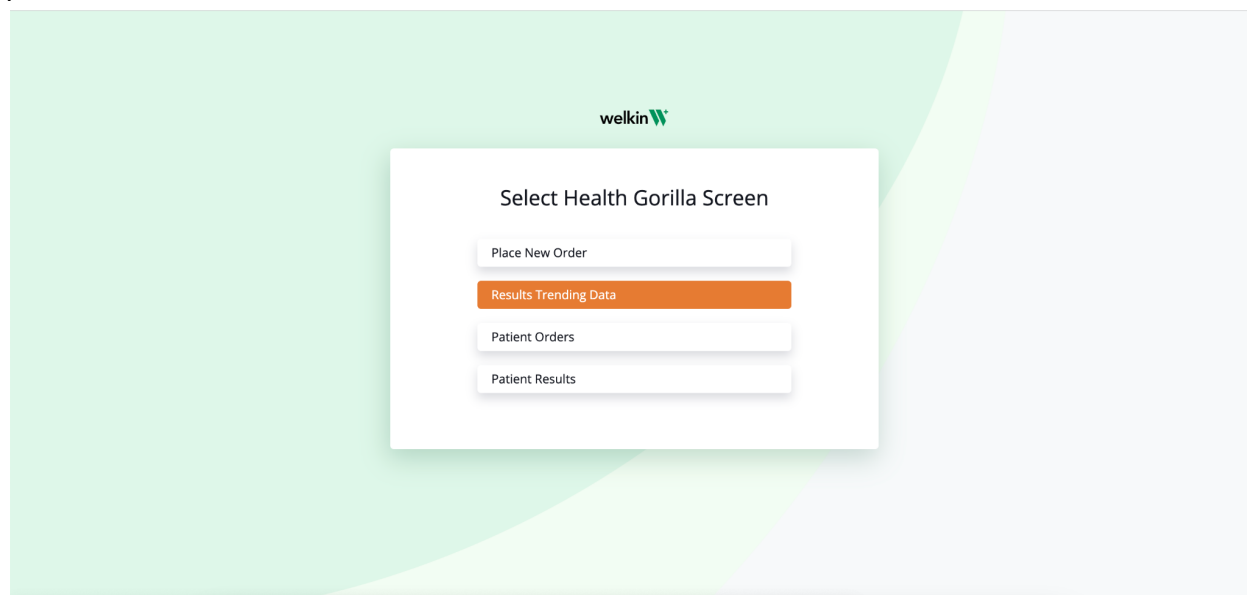 welkin
Select Health Gorilla Screen
Place New Order
Results Trending Data
Patient Orders
Patient Results